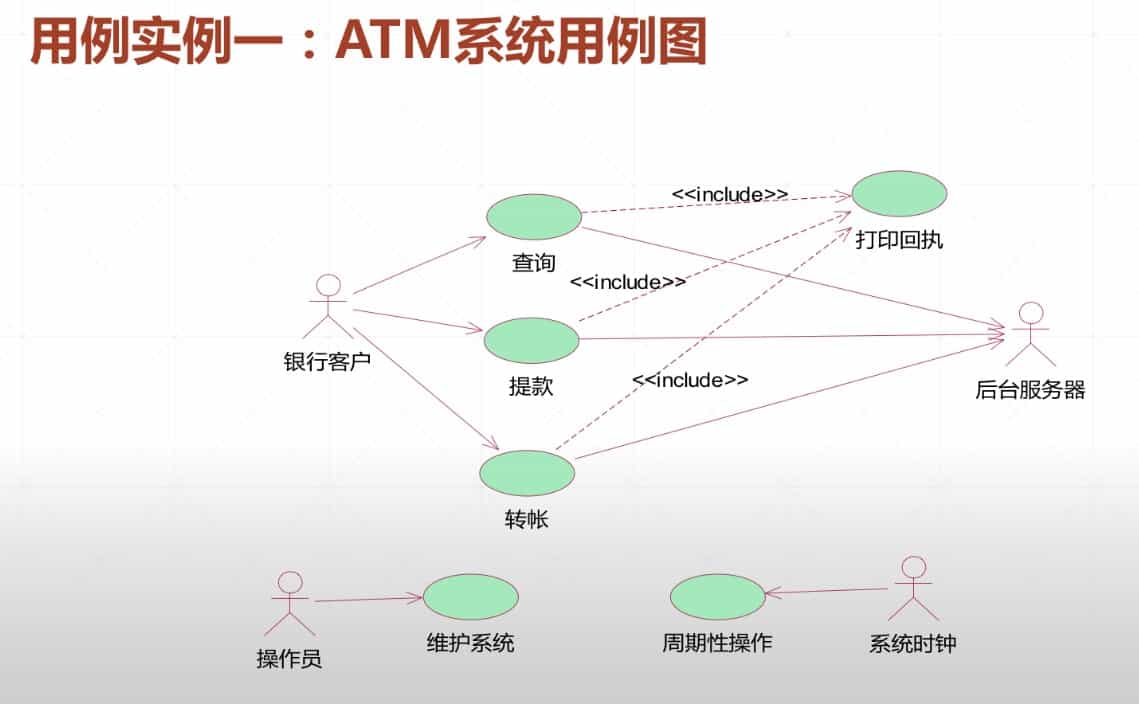 用例实例一：ATM系统用例图
<<include>>
打印回执
查询
<<include>>
银行客户
提款
<<include>>
后台服务器
转帐
操作员
维护系统
周期性操作
系统时钟